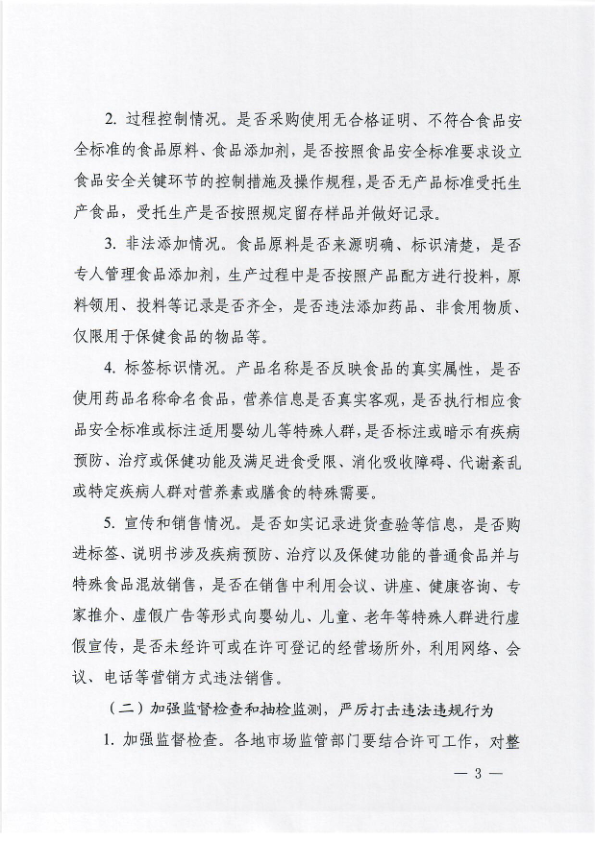 2. 过程控制情况。是否采购使用无合格证明、不符合食品安
全标准的食品原料、食品添加剂，是否按照食品安全标准要求设立
食品安全关键环节的控制措施及操作规程，是否无产品标准受托生
产食品，受托生产是否按照规定留存样品并做好记录。
3. 非法添加情况。食品原料是否来源明确、标识清楚，是否
专人管理食品添加剂，生产过程中是否按照产品配方进行投料，原
料领用、投料等记录是否齐全，是否违法添加药品、非食用物质、
仅限用于保健食品的物品等。
4. 标签标识情况。产品名称是否反映食品的真实属性，是否
使用药品名称命名食品，营养信息是否真实客观，是否执行相应食
品安全标准或标注适用婴幼儿等特殊人群，是否标注或暗示有疾病
预防、治疗或保健功能及满足进食受限、消化吸收障碍、代谢紊乱
或特定疾病人群对营养素或膳食的特殊需要。
5. 宣传和销售情况。是否如实记录进货查验等信息，是否购
进标签、说明书涉及疾病预防、治疗以及保健功能的普通食品并与
特殊食品混放销售，是否在销售中利用会议、讲座、健康咨询、专
家推介、虚假广告等形式向婴幼儿、儿童、老年等特殊人群进行虚
假宣传，是否未经许可或在许可登记的经营场所外，利用网络、会
议、电话等营销方式违法销售。
（二）加强监督检查和抽检监测，严厉打击违法违规行为
1. 加强监督检查。各地市场监管部门要结合许可工作，对整
— 3 —